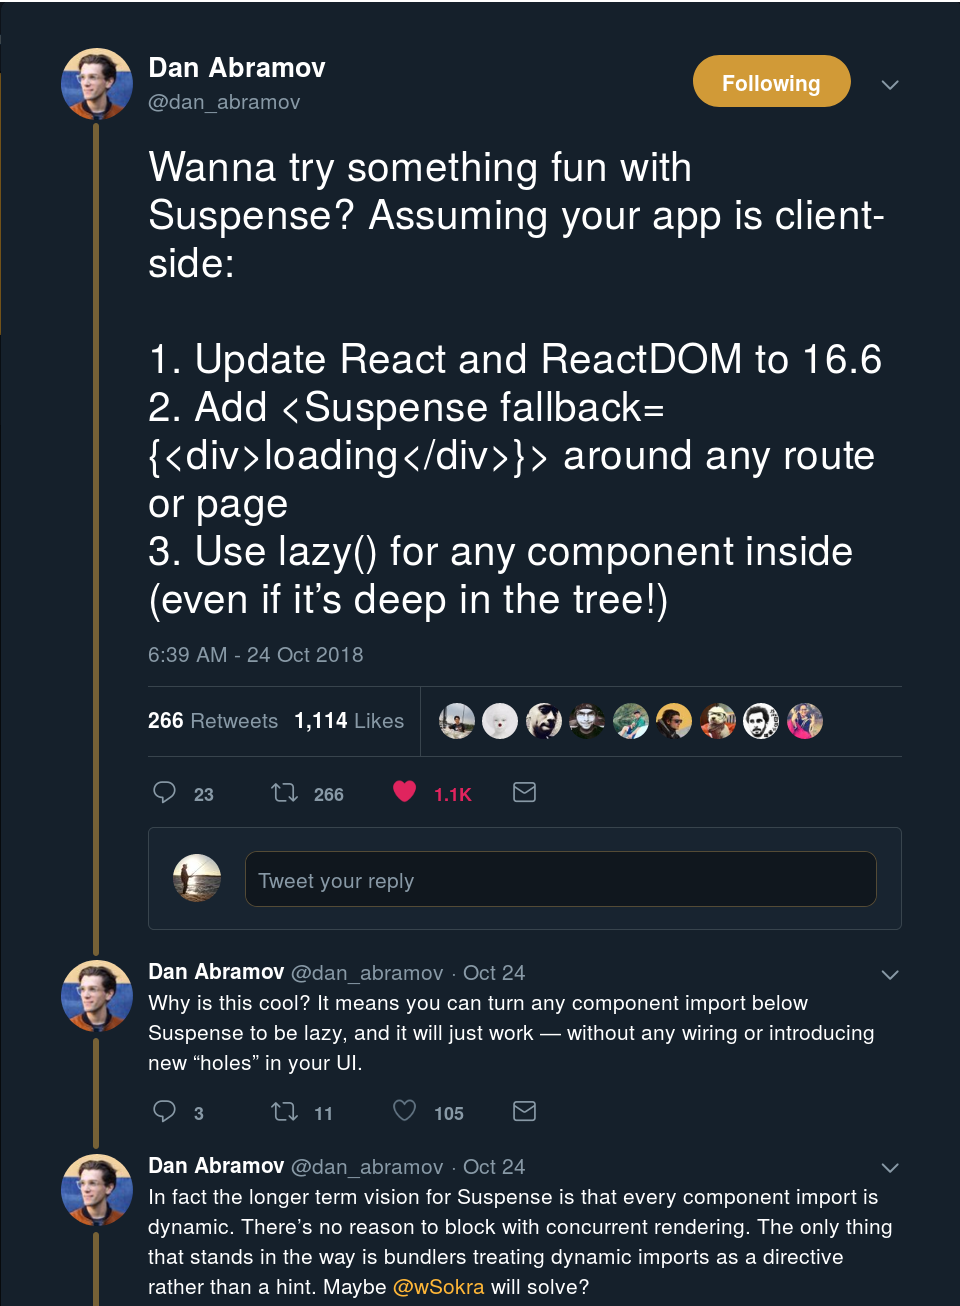 Dan Abramov
@dan_abramov
Following
Wanna try something fun with
Suspense? Assuming your app is client-
side:
1. Update React and ReactDOM to 16.6
2. Add <Suspense fallback=
{<div>loading</div>}> around any route
or page
3. Use lazy() for any component inside
(even if it’s deep in the tree!)
6:39 AM - 24 Oct 2018
266 Retweets 1,114 Likes
23 266 1.1K
Tweet your reply
Dan Abramov @dan_abramov · Oct 24
Why is this cool? It means you can turn any component import below
Suspense to be lazy, and it will just work — without any wiring or introducing
new “holes” in your UI.
3 11 105
Dan Abramov @dan_abramov · Oct 24
In fact the longer term vision for Suspense is that every component import is
dynamic. There’s no reason to block with concurrent rendering. The only thing
that stands in the way is bundlers treating dynamic imports as a directive
rather than a hint. Maybe @wSokra will solve?